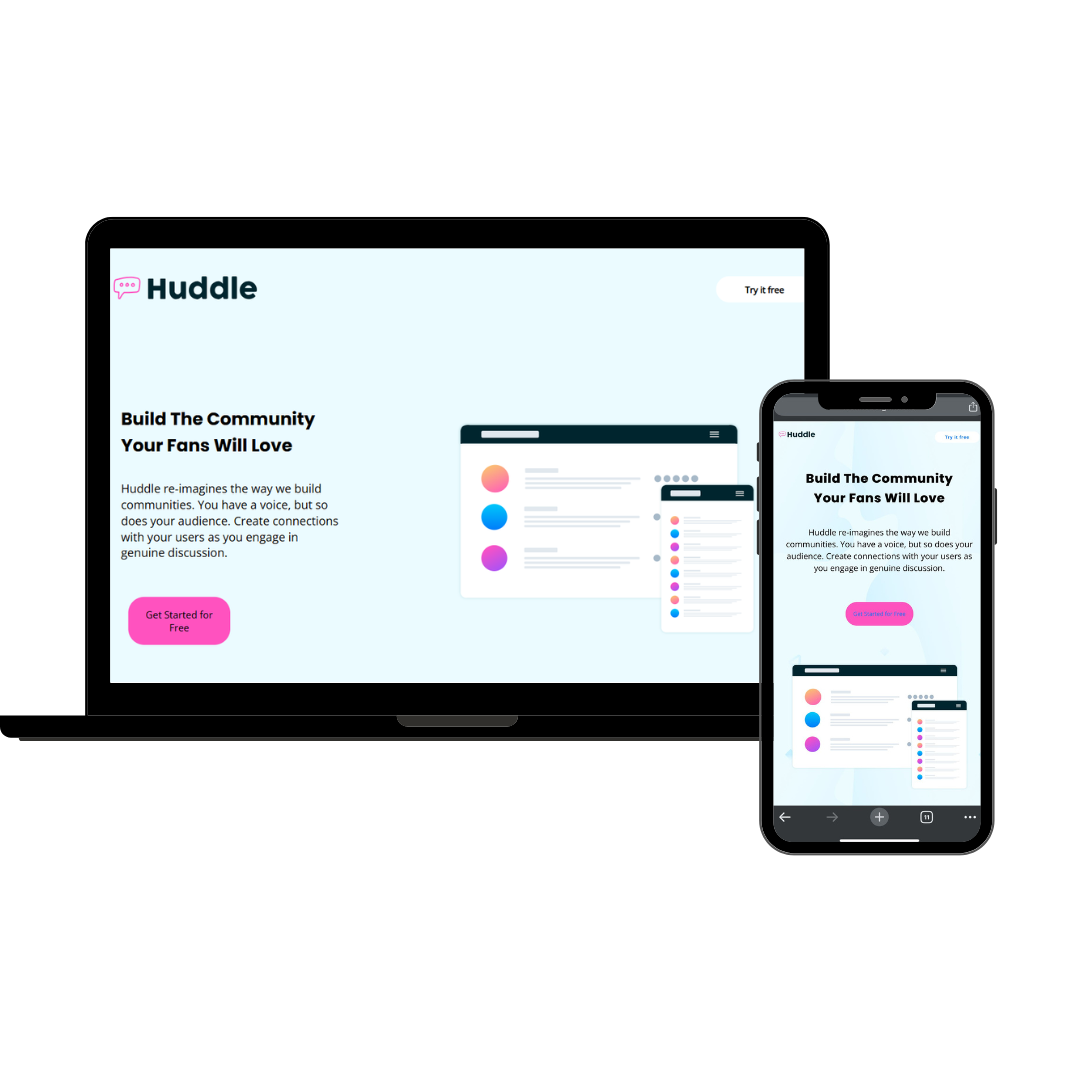 Huddle
Try it free
Build The Community
Your Fans Will Love
Huddle re-imagines the way we build
communities. You have a voice, but so
does your audience. Create connections
with your users as you engage in
genuine discussion.
Get Started for
Free
Huddle
Try it free
Build The Community
Your Fans Will Love
Huddle re-imagines the way we build
communities. You have a voice, but so does your
audience. Create connections with your users as
you engage in genuine discussion.
Get Started for Free
11